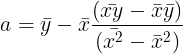 a = ȳ − x̄ (x̄ȳ − x̄ȳ) / (x̄² − x̄²)